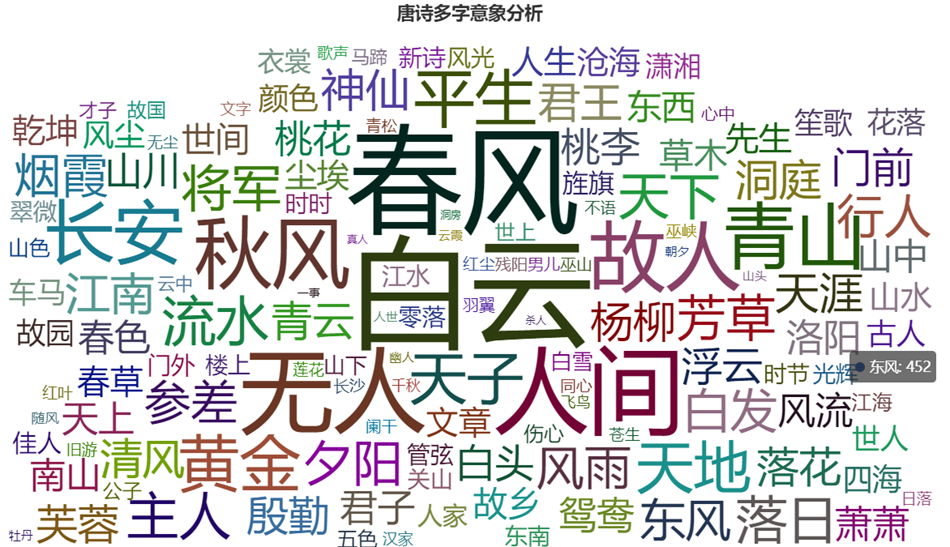 唐诗多字意象分析
衣裳 歌声 马蹄 新诗 风光 人生 沧海 潇湘
才子 故国 文字 颜色 神仙 平生 君王 东西 心中 笙歌 花落
乾坤 风尘 无尘 世间 桃花 青松 春风 桃李 草木 先生
烟霞 山川 将军 尘埃 旌旗 天下 洞庭 门前
翠微 时时 洞房 不语 行人
山色 长安 秋风 真人 云霞 世上 故人 巫峡 青山 山中
车马 江南 云中 一事 江水 白云 红尘 残阳 男儿 巫山 朝夕 山头 天涯 山水
故园 春色 流水 青云 人世 零落 羽翼 杀人 杨柳 芳草 洛阳 古人
门外 楼上 莲花 山下 幽人 天子 白雪 浮云 时节 光辉
东风: 452
红叶 春草 参差 无人 长沙 千秋 人间 同心 飞鸟 白发 风流 江海
随风 天上 阑干 文章 伤心 苍生 世人
佳人 旧游 清风 黄金 夕阳 管弦 白头 风雨 天地 落花 四海
南山 公子 关山 日落
芙蓉 主人 殷勤 君子 人家 故乡 鸳鸯 东风 落日 萧萧
牡丹 五色 汉家 东南